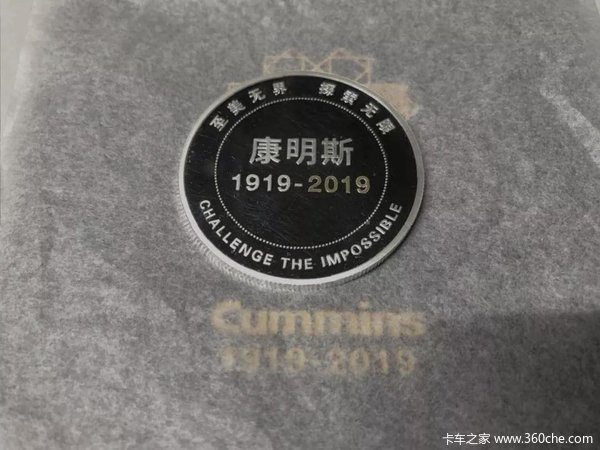 至美无界 探索无限
康明斯
1919-2019
CHALLENGE THE IMPOSSIBLE
Cummins
1919-2019
卡车之家 www.360che.com